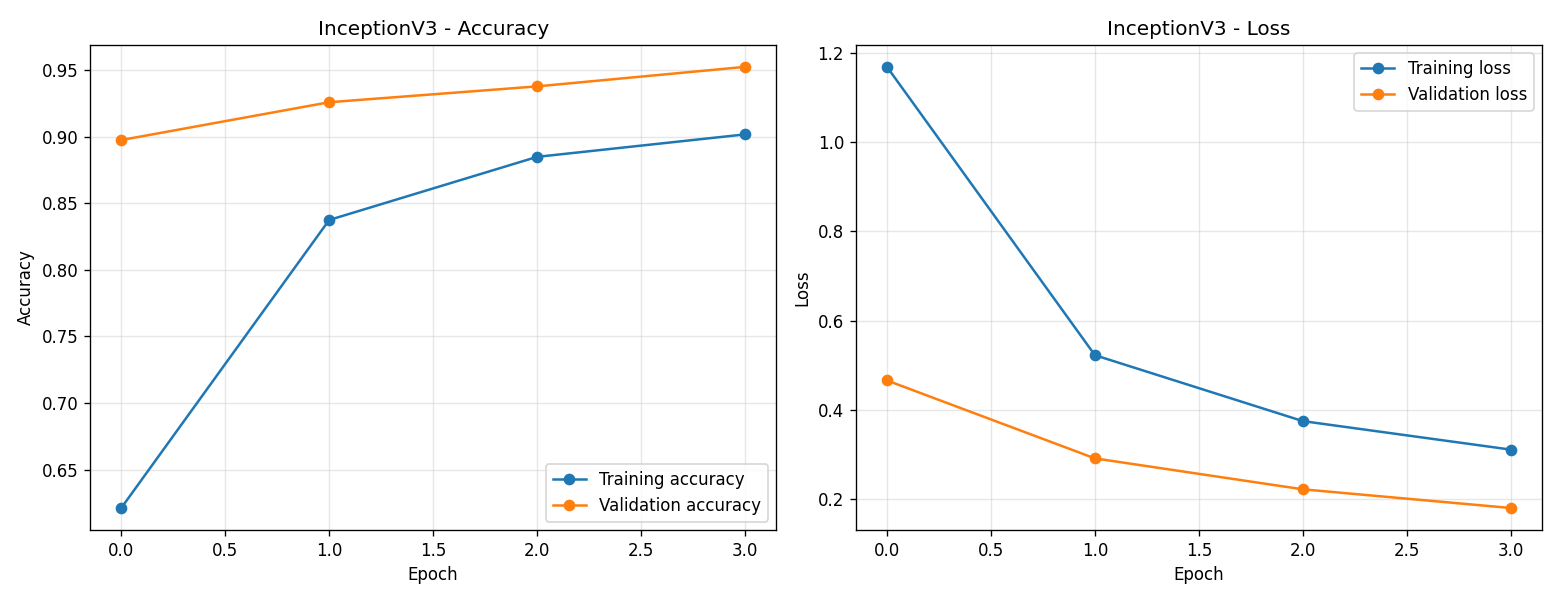 InceptionV3 - Accuracy
0.95
0.90
0.85
0.80
0.75
0.70
0.65
Accuracy
Training accuracy
Validation accuracy
0.0 0.5 1.0 1.5 2.0 2.5 3.0
Epoch
InceptionV3 - Loss
1.2
1.0
0.8
0.6
0.4
0.2
Loss
Training loss
Validation loss
0.0 0.5 1.0 1.5 2.0 2.5 3.0
Epoch